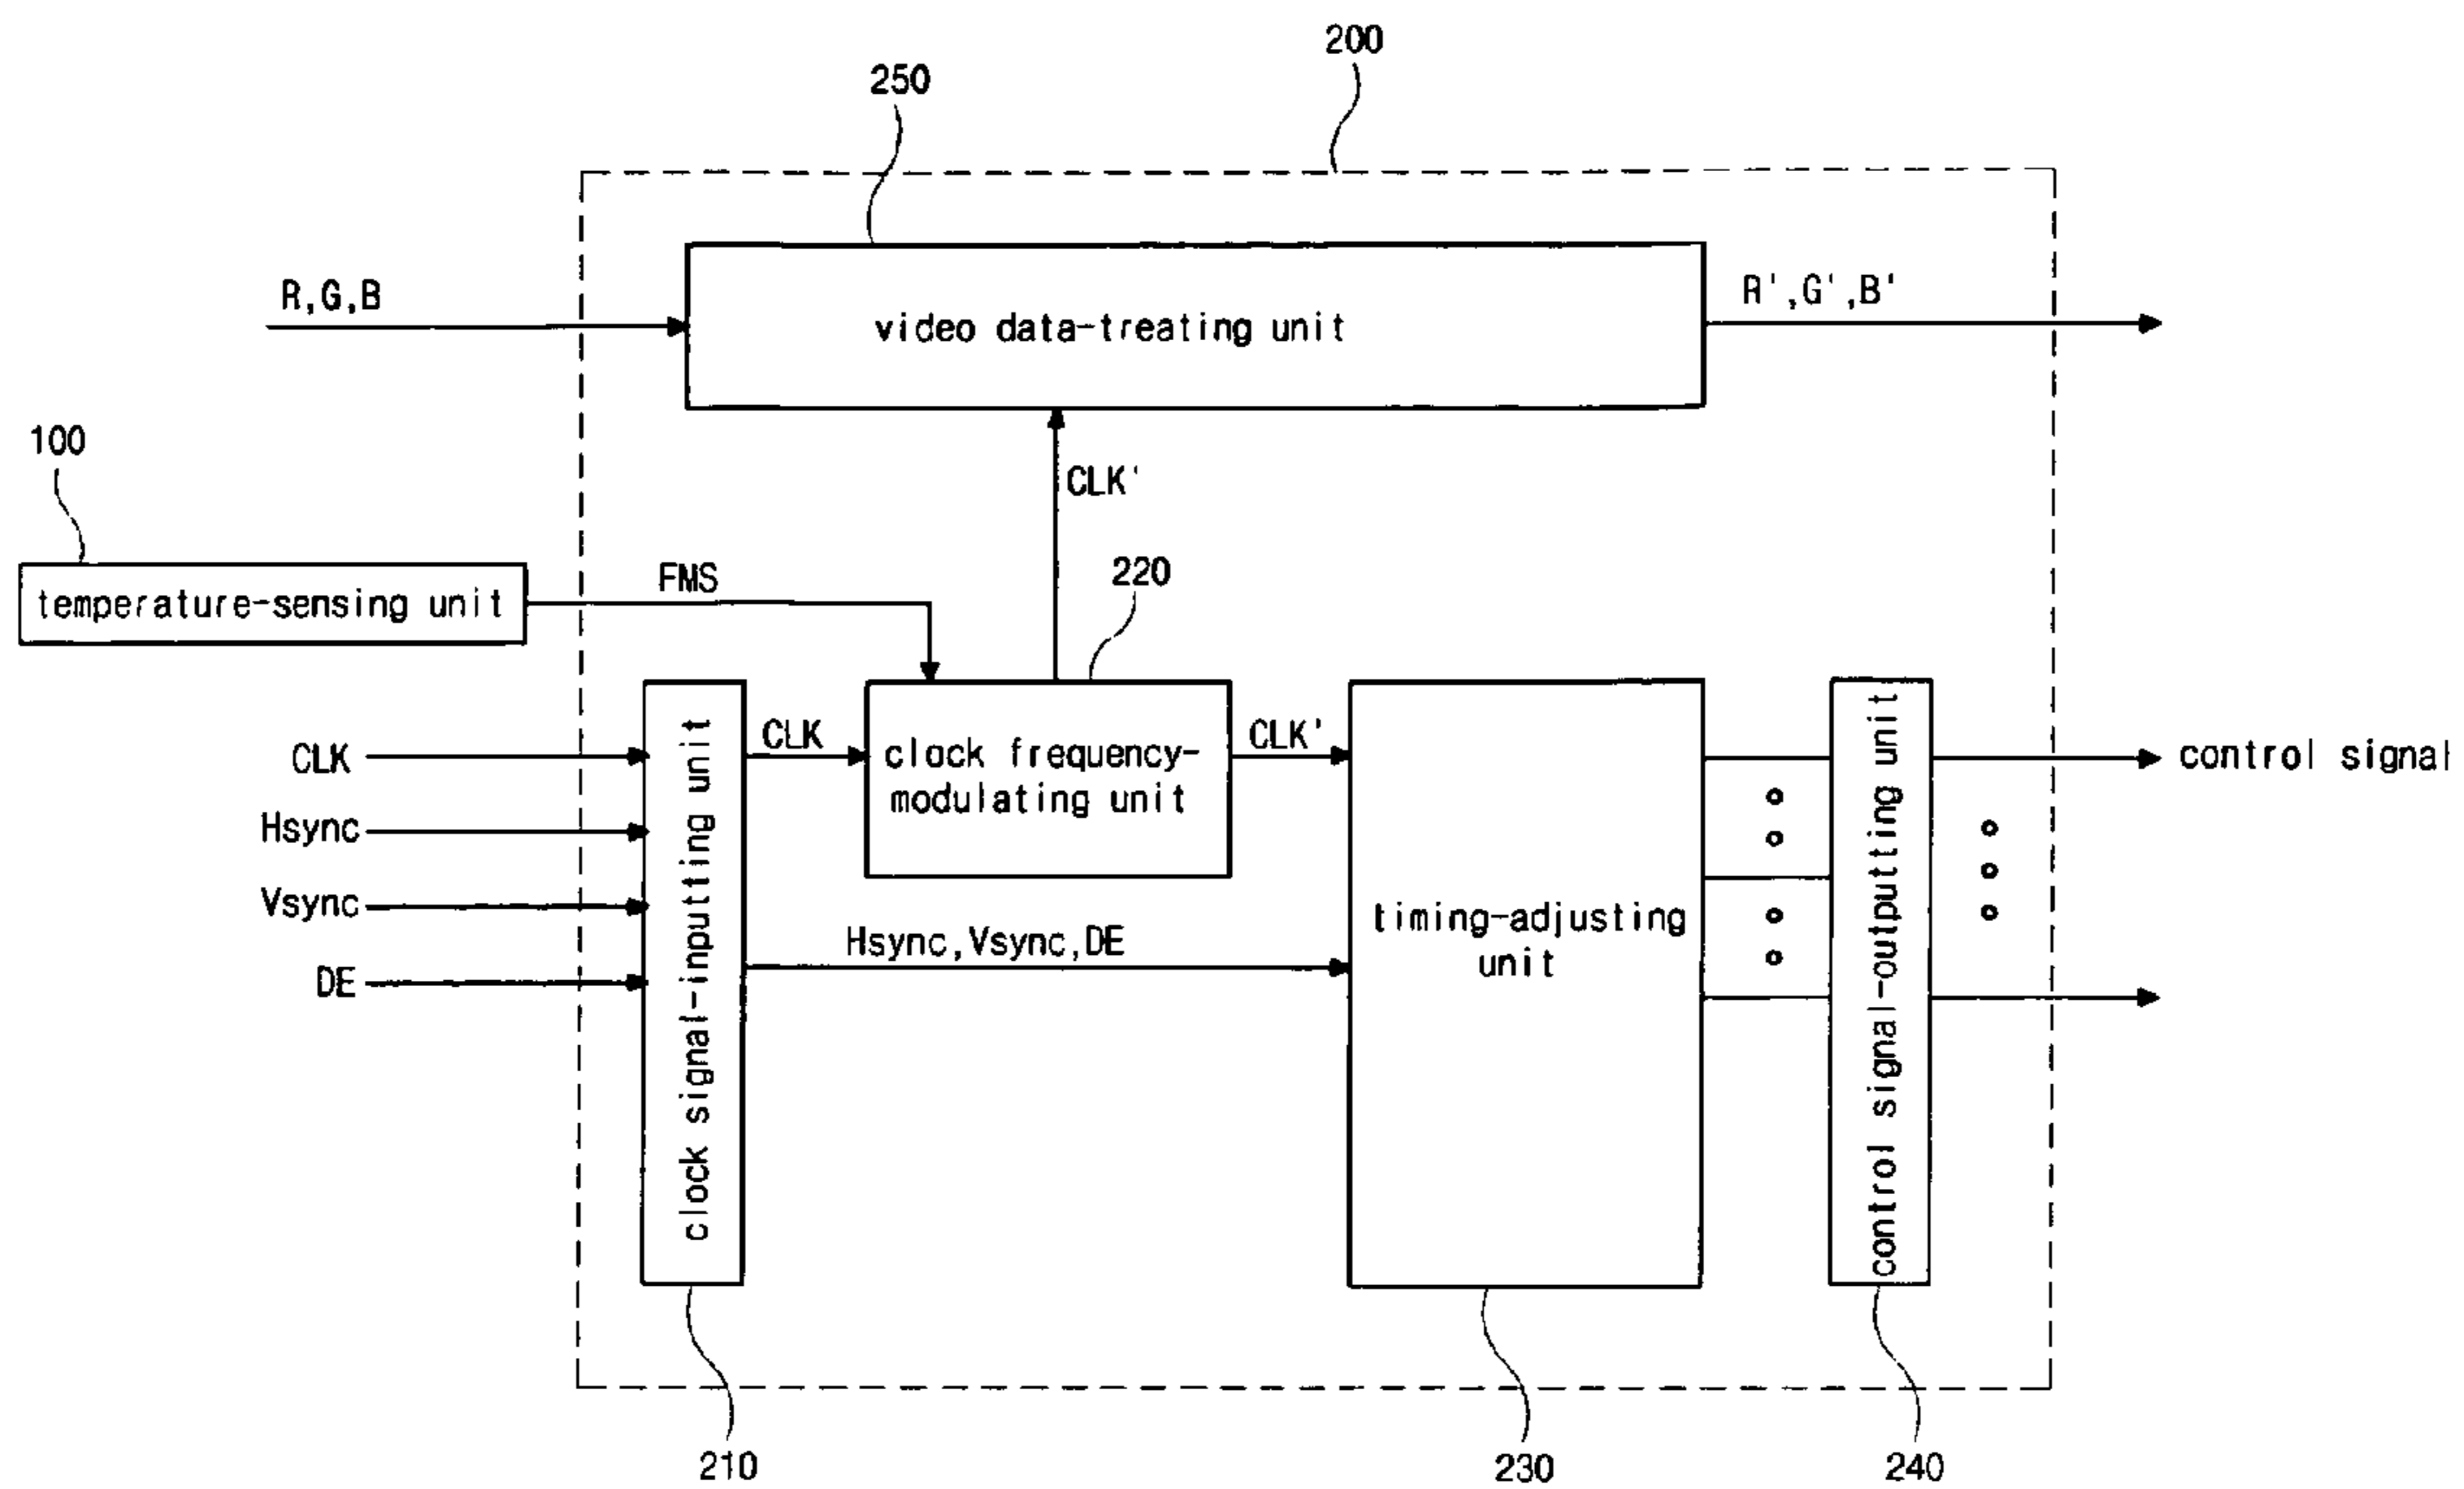 200
250
R,G,B
video data-treating unit
R',G',B'
100
CLK'
temperature-sensing unit
FMS
220
CLK
Hsync
Vsync
DE
clock signal-inputting unit
CLK
clock frequency-
modulating unit
CLK'
Hsync,Vsync,DE
timing-adjusting
unit
control signal-outputting unit
control signal
210
230
240